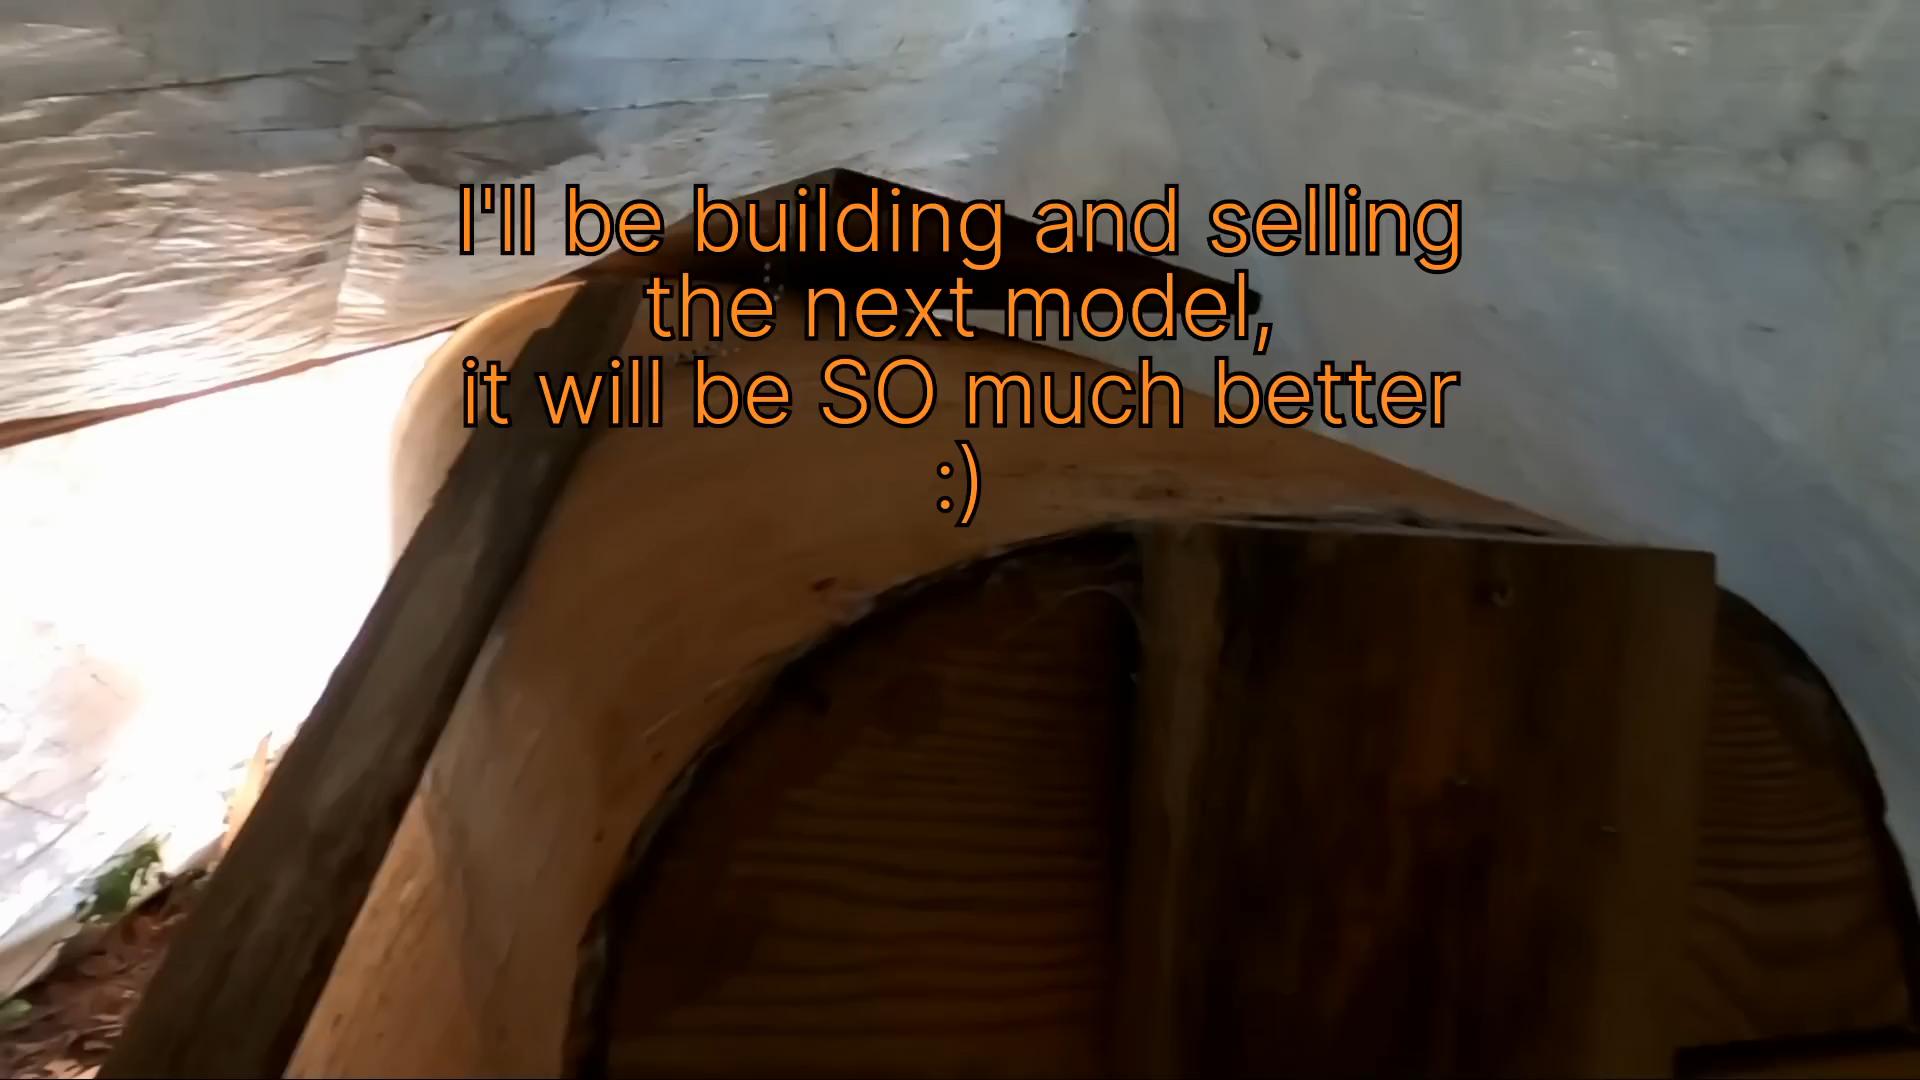 I'll be building and selling
the next model,
it will be SO much better
:)